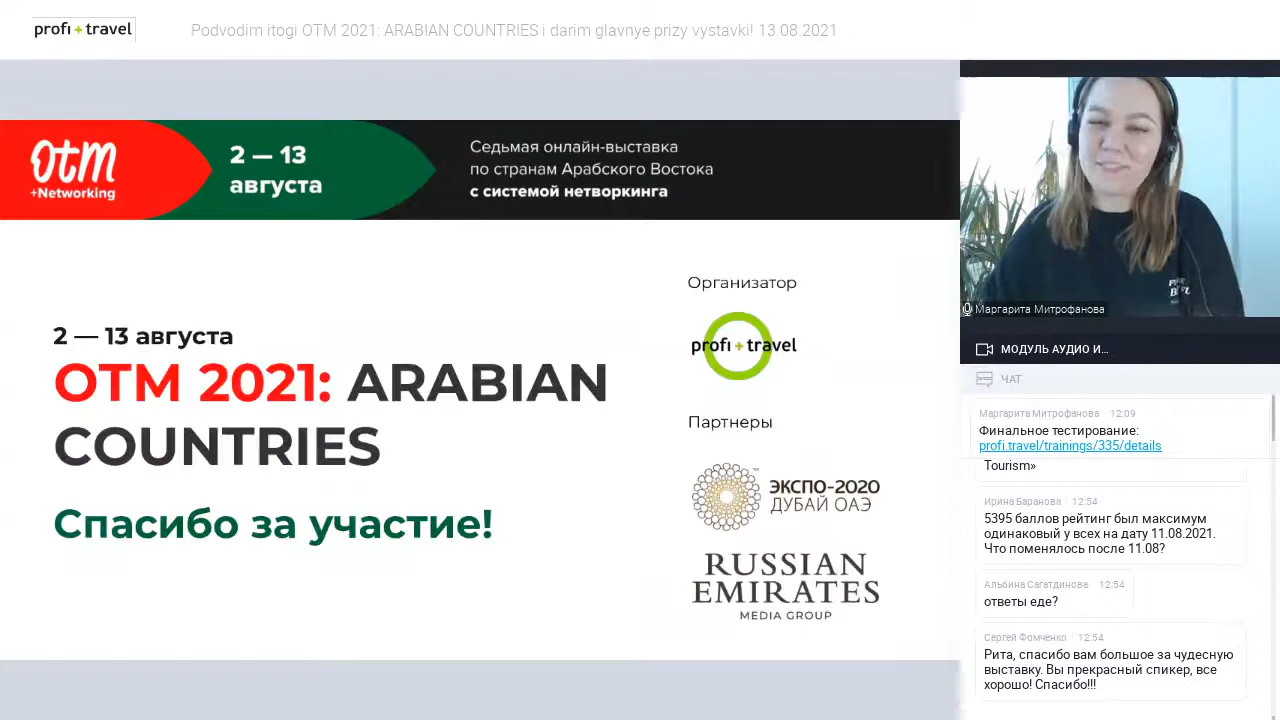 profi + travel
Podvodim itogi OTM 2021: ARABIAN COUNTRIES i darim glavnye prizy vystavki! 13 08 2021
otm
+Networking
2 — 13
августа
Седьмая онлайн-выставка
по странам Арабского Востока
с системой нетворкинга
2 — 13 августа
OTM 2021: ARABIAN
COUNTRIES
Спасибо за участие!
Организатор
profi + travel
Партнеры
ЭКСПО-2020
ДУБАЙ ОАЭ
RUSSIAN
EMIRATES
MEDIA GROUP
Маргарита Митрофанова
МОДУЛЬ АУДИО И...
ЧАТ
Маргарита Митрофанова 12:09
Финальное тестирование:
profi.travel/trainings/335/details
Tourism»
Ирина Баранова 12:54
5395 баллов рейтинг был максимум
одинаковый у всех на дату 11.08.2021.
Что поменялось после 11.08?
Альбина Сагатдинова 12:54
ответы еде?
Сергей Фомченко 12:54
Рита, спасибо вам большое за чудесную
выставку. Вы прекрасный спикер, все
хорошо! Спасибо!!!